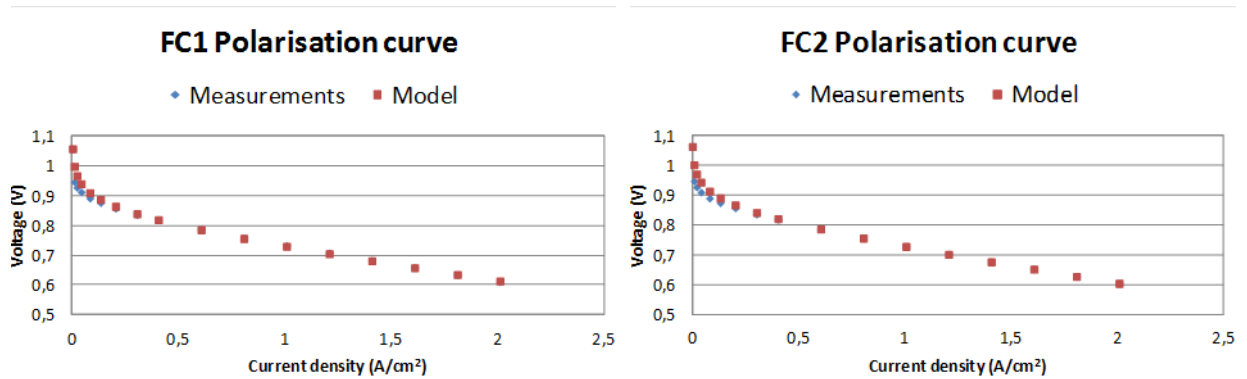 FC1 Polarisation curve
Measurements Model
1,1
1
0,9
0,8
0,7
0,6
0,5
Voltage (V)
0 0,5 1 1,5 2 2,5
Current density (A/cm²)
FC2 Polarisation curve
Measurements Model
1,1
1
0,9
0,8
0,7
0,6
0,5
Voltage (V)
0 0,5 1 1,5 2 2,5
Current density (A/cm²)